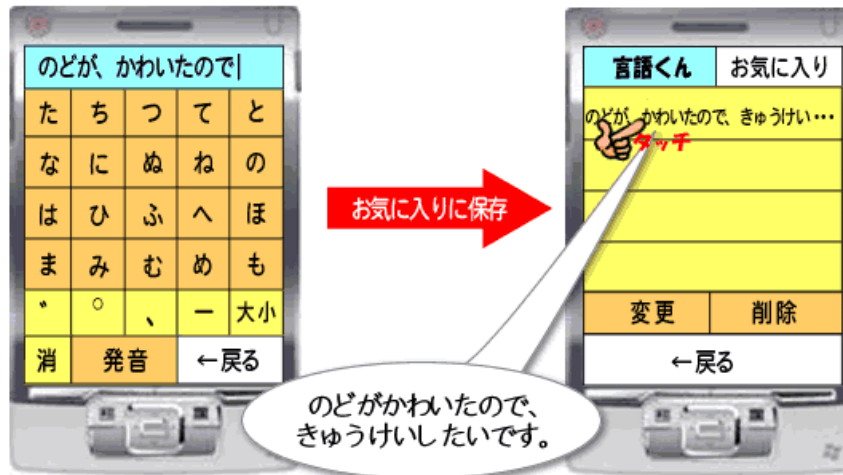 のどが、かわいたので
た ち つ て と
な に ぬ ね の
は ひ ふ へ ほ
ま み む め も
゛ ゜ 、 ー 大小
消 発音 ←戻る
お気に入りに保存
言語くん お気に入り
のどが、かわいたので、きゅうけい…
タッチ
変更 削除
←戻る
のどがかわいたので、
きゅうけいしたいです。